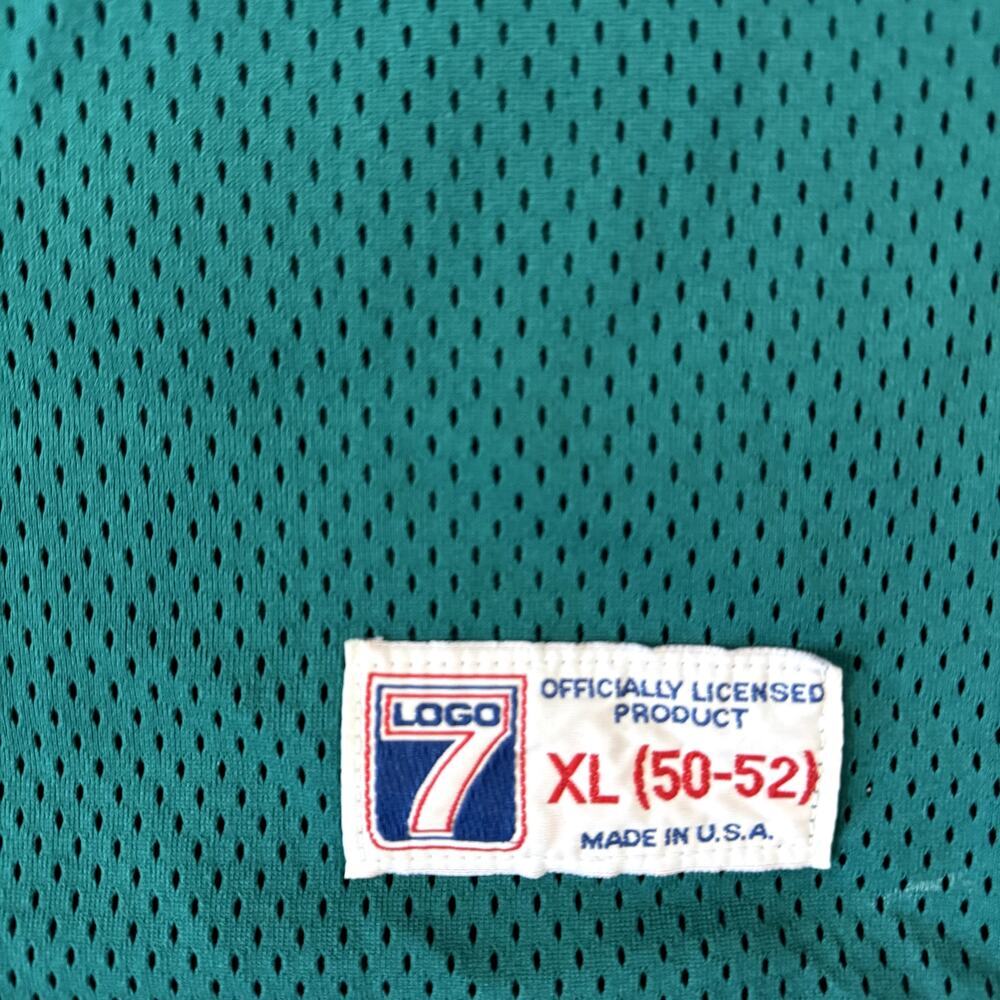 LOGO
7
OFFICIALLY LICENSED
PRODUCT
XL (50-52)
MADE IN U.S.A.